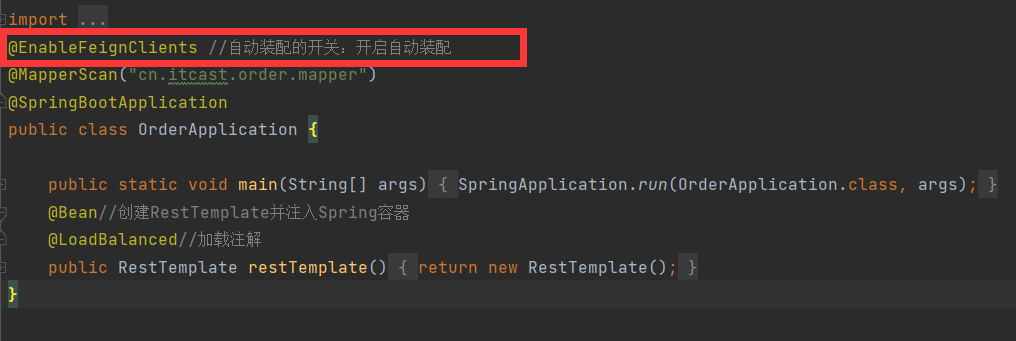 import ...
@EnableFeignClients //自动装配的开关：开启自动装配
@MapperScan("cn.itcast.order.mapper")
@SpringBootApplication
public class OrderApplication {
public static void main(String[] args) { SpringApplication.run(OrderApplication.class, args); }
@Bean//创建RestTemplate并注入Spring容器
@LoadBalanced//加载注解
public RestTemplate restTemplate() { return new RestTemplate(); }
}